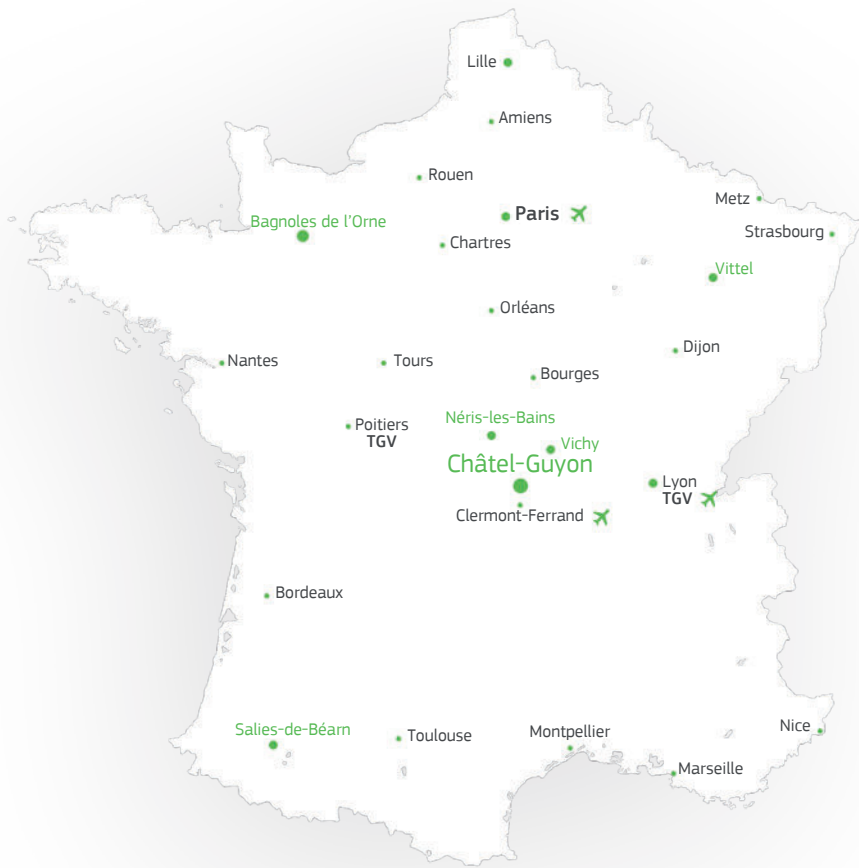 Lille
Amiens
Rouen
Metz
Paris
Bagnoles de l'Orne
Strasbourg
Chartres
Vittel
Orléans
Dijon
Nantes
Tours
Bourges
Néris-les-Bains
Poitiers
TGV
Vichy
Châtel-Guyon
Lyon
TGV
Clermont-Ferrand
Bordeaux
Salies-de-Béarn
Toulouse
Montpellier
Nice
Marseille